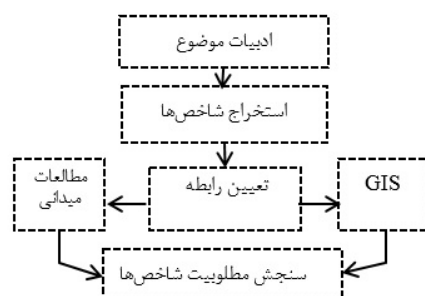 ادبیات موضوع
استخراج شاخص‌ها
مطالعات
میدانی
تعیین رابطه
GIS
سنجش مطلوبیت شاخص‌ها